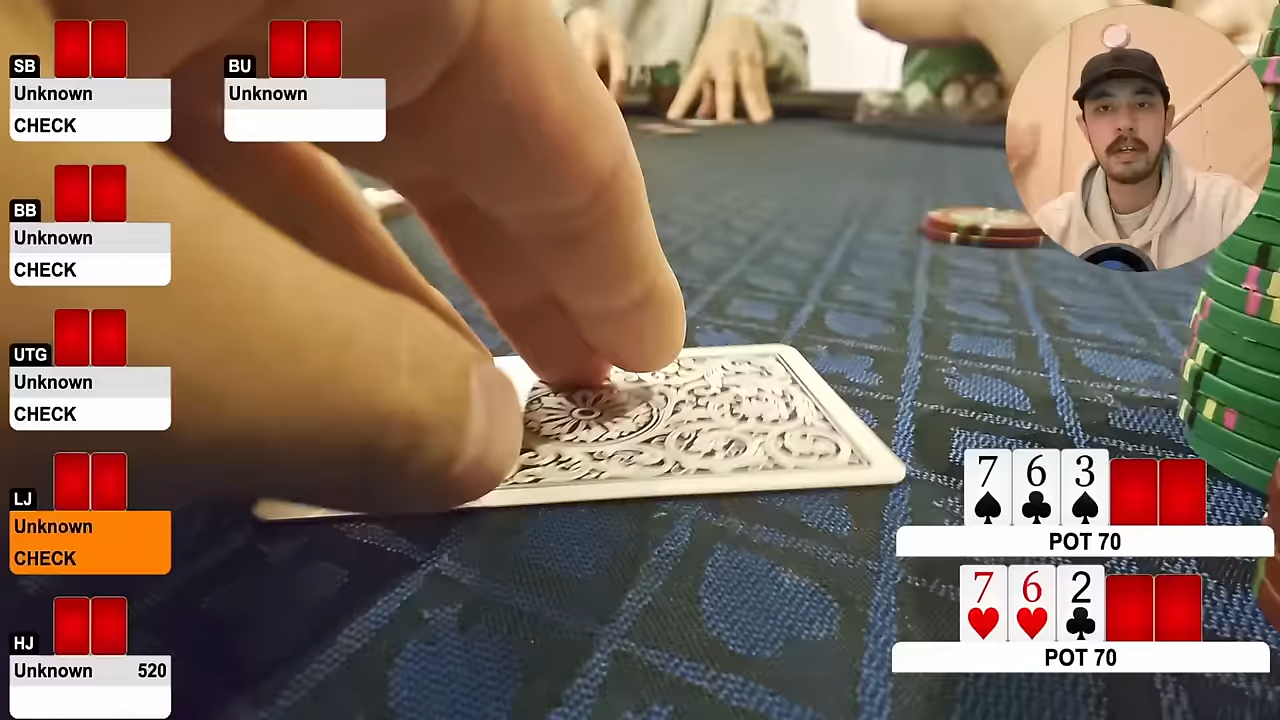 SB
Unknown
CHECK
BU
Unknown
BB
Unknown
CHECK
UTG
Unknown
CHECK
LJ
Unknown
CHECK
HJ
Unknown 520
7 6 3
POT 70
7 6 2
POT 70